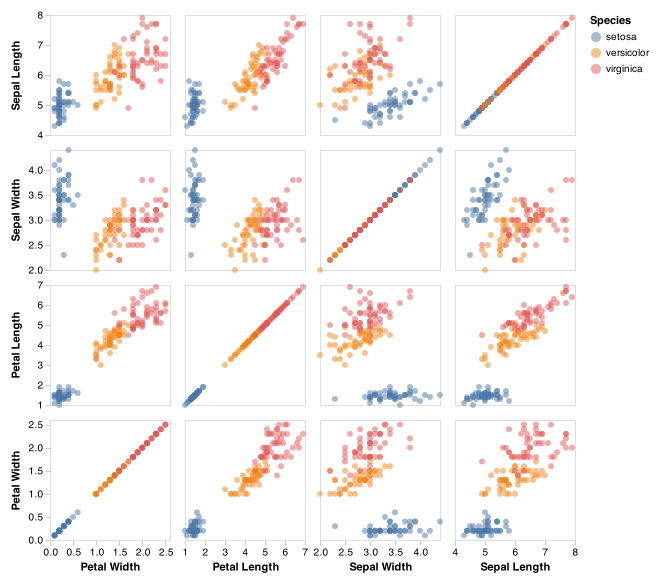 Species
setosa
versicolor
virginica
Sepal Length
8
7
6
5
4
Sepal Width
4.0
3.5
3.0
2.5
2.0
Petal Length
7
6
5
4
3
2
1
Petal Width
2.5
2.0
1.5
1.0
0.5
0.0
0.0 0.5 1.0 1.5 2.0 2.5 1 2 3 4 5 6 7 2.0 2.5 3.0 3.5 4.0 4 5 6 7 8
Petal Width Petal Length Sepal Width Sepal Length